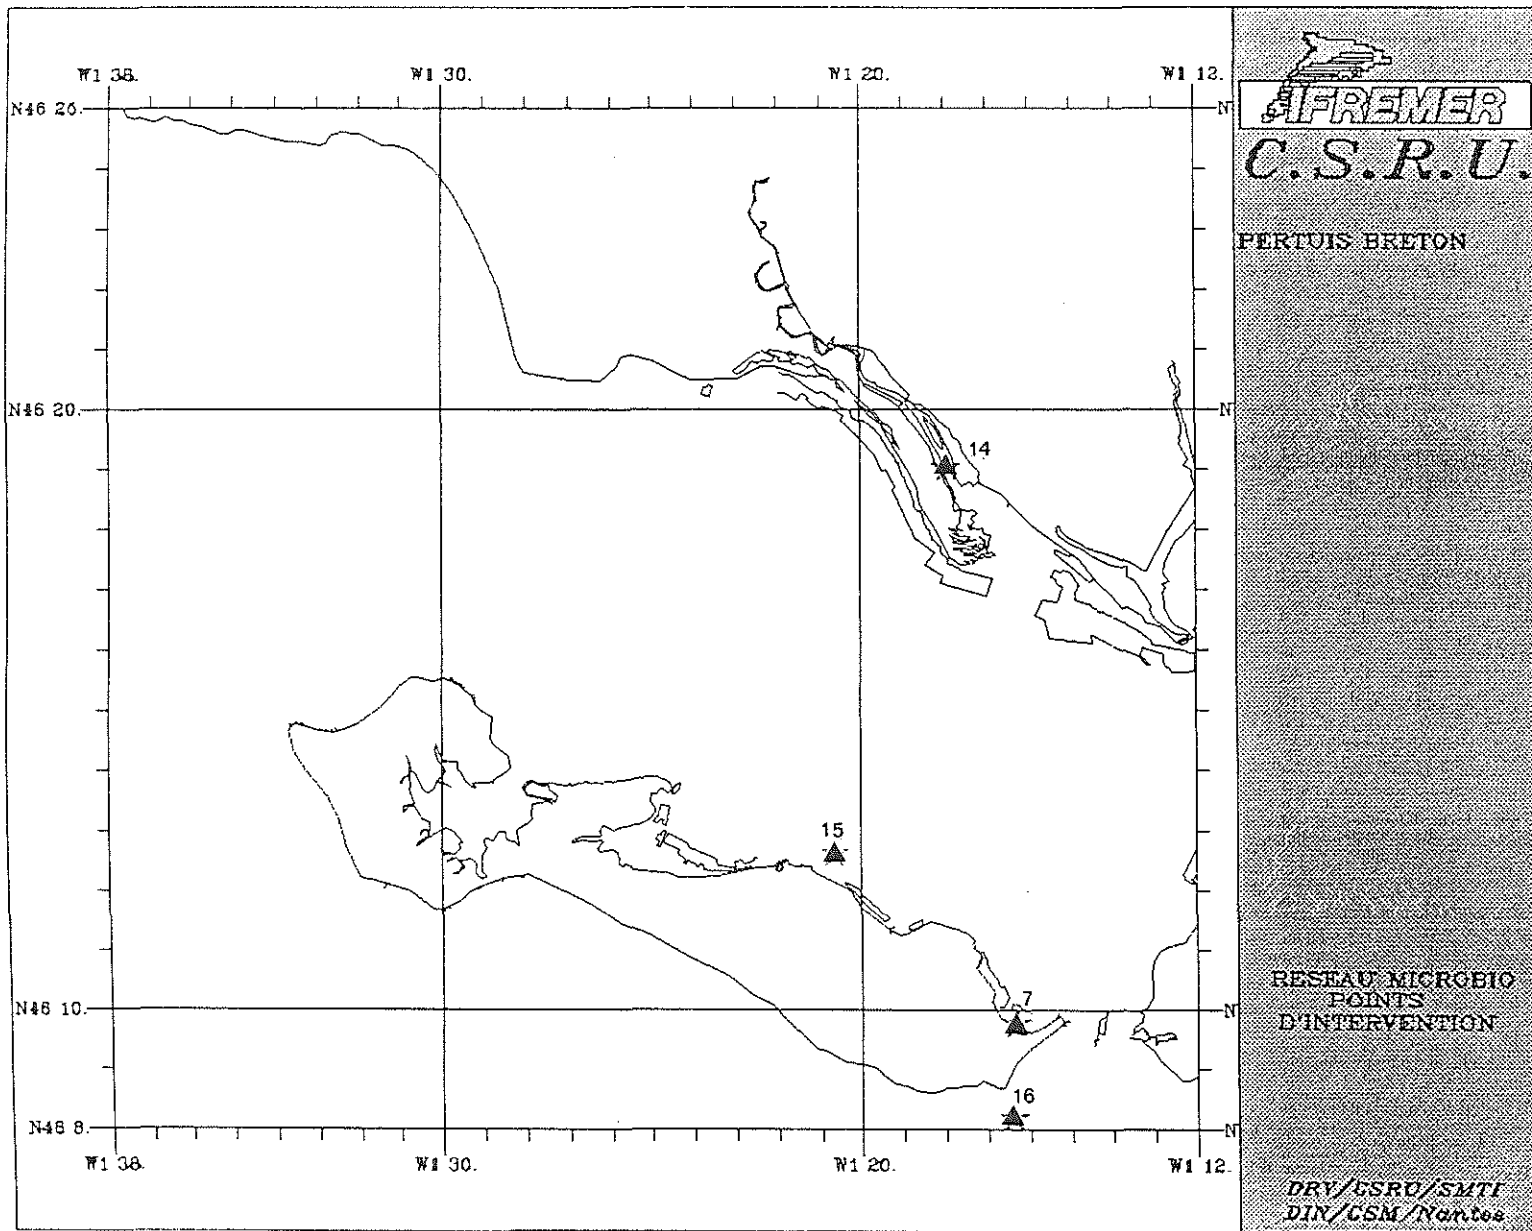 W1 38. W1 30. W1 20. W1 12.
N46 25. N
IFREMER
C.S.R.U.
PERTUIS BRETON
N46 20. N
14
15
N46 10. N
7
RESEAU MICROBIO
POINTS
D'INTERVENTION
16
N46 8. N
W1 38. W1 30. W1 20. W1 12.
DRV/CSRU/SMTI
DIN/CSM/Nantes